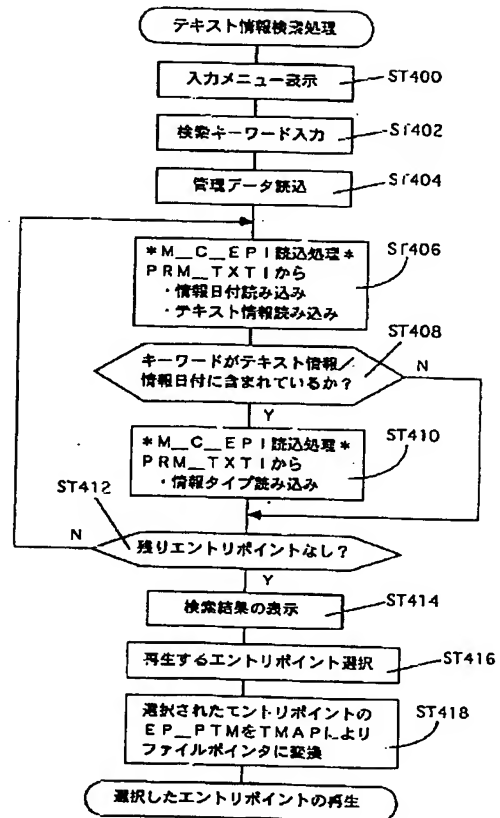 テキスト情報検索処理
入力メニュー表示
ST400
検索キーワード入力
ST402
管理データ読込
ST404
*M__C__EPI読込処理*
PRM__TXTIから
・情報日付読み込み
・テキスト情報読み込み
ST406
キーワードがテキスト情報/
情報日付に含まれているか?
ST408
N
Y
*M__C__EPI読込処理*
PRM__TXTIから
・情報タイプ読み込み
ST410
ST412
N
残りエントリポイントなし?
Y
検索結果の表示
ST414
再生するエントリポイント選択
ST416
選択されたエントリポイントの
EP__PTMをTMAPにより
ファイルポインタに変換
ST418
選択したエントリポイントの再生